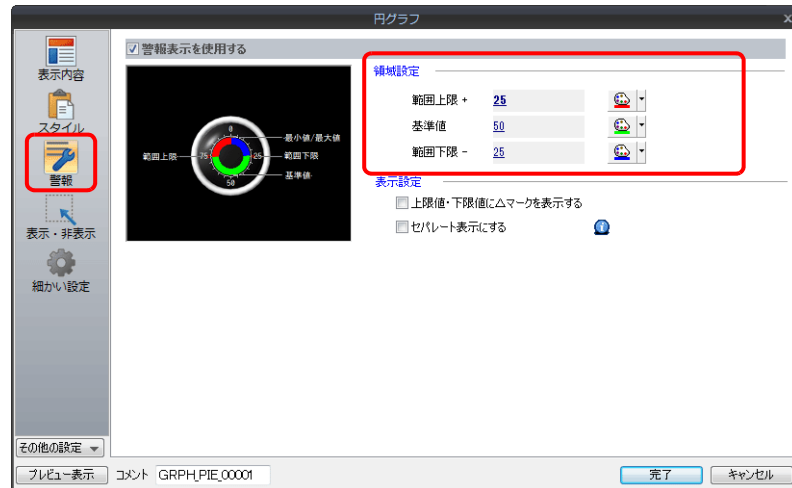 円グラフ
x
表示内容
スタイル
警報
表示・非表示
細かい設定
その他の設定
警報表示を使用する
0
最小値/最大値
範囲上限
75
25
範囲下限
50
基準値
領域設定
範囲上限 + 25
基準値 50
範囲下限 - 25
表示設定
上限値・下限値に△マークを表示する
セパレート表示にする
プレビュー表示 コメント GRPH_PIE_00001 完了 キャンセル